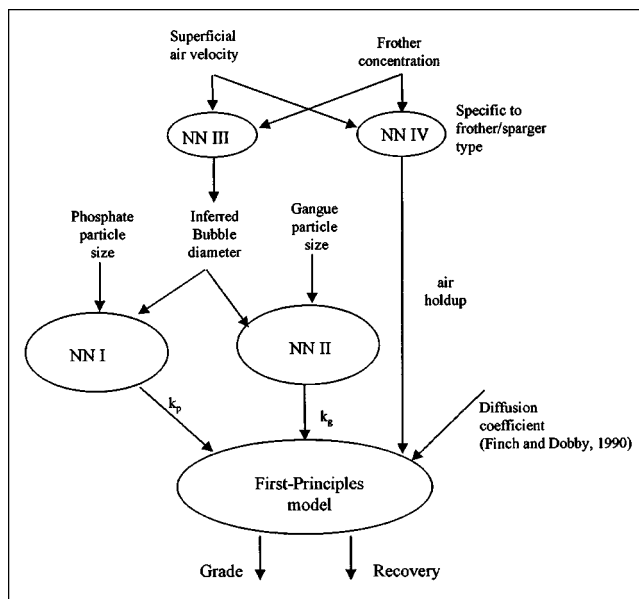 Superficial
air velocity
Frother
concentration
NN III
NN IV
Specific to
frother/sparger
type
Phosphate
particle
size
Inferred
Bubble
diameter
Gangue
particle
size
air
holdup
NN I
NN II
kp
kg
Diffusion
coefficient
(Finch and Dobby, 1990)
First-Principles
model
Grade
Recovery